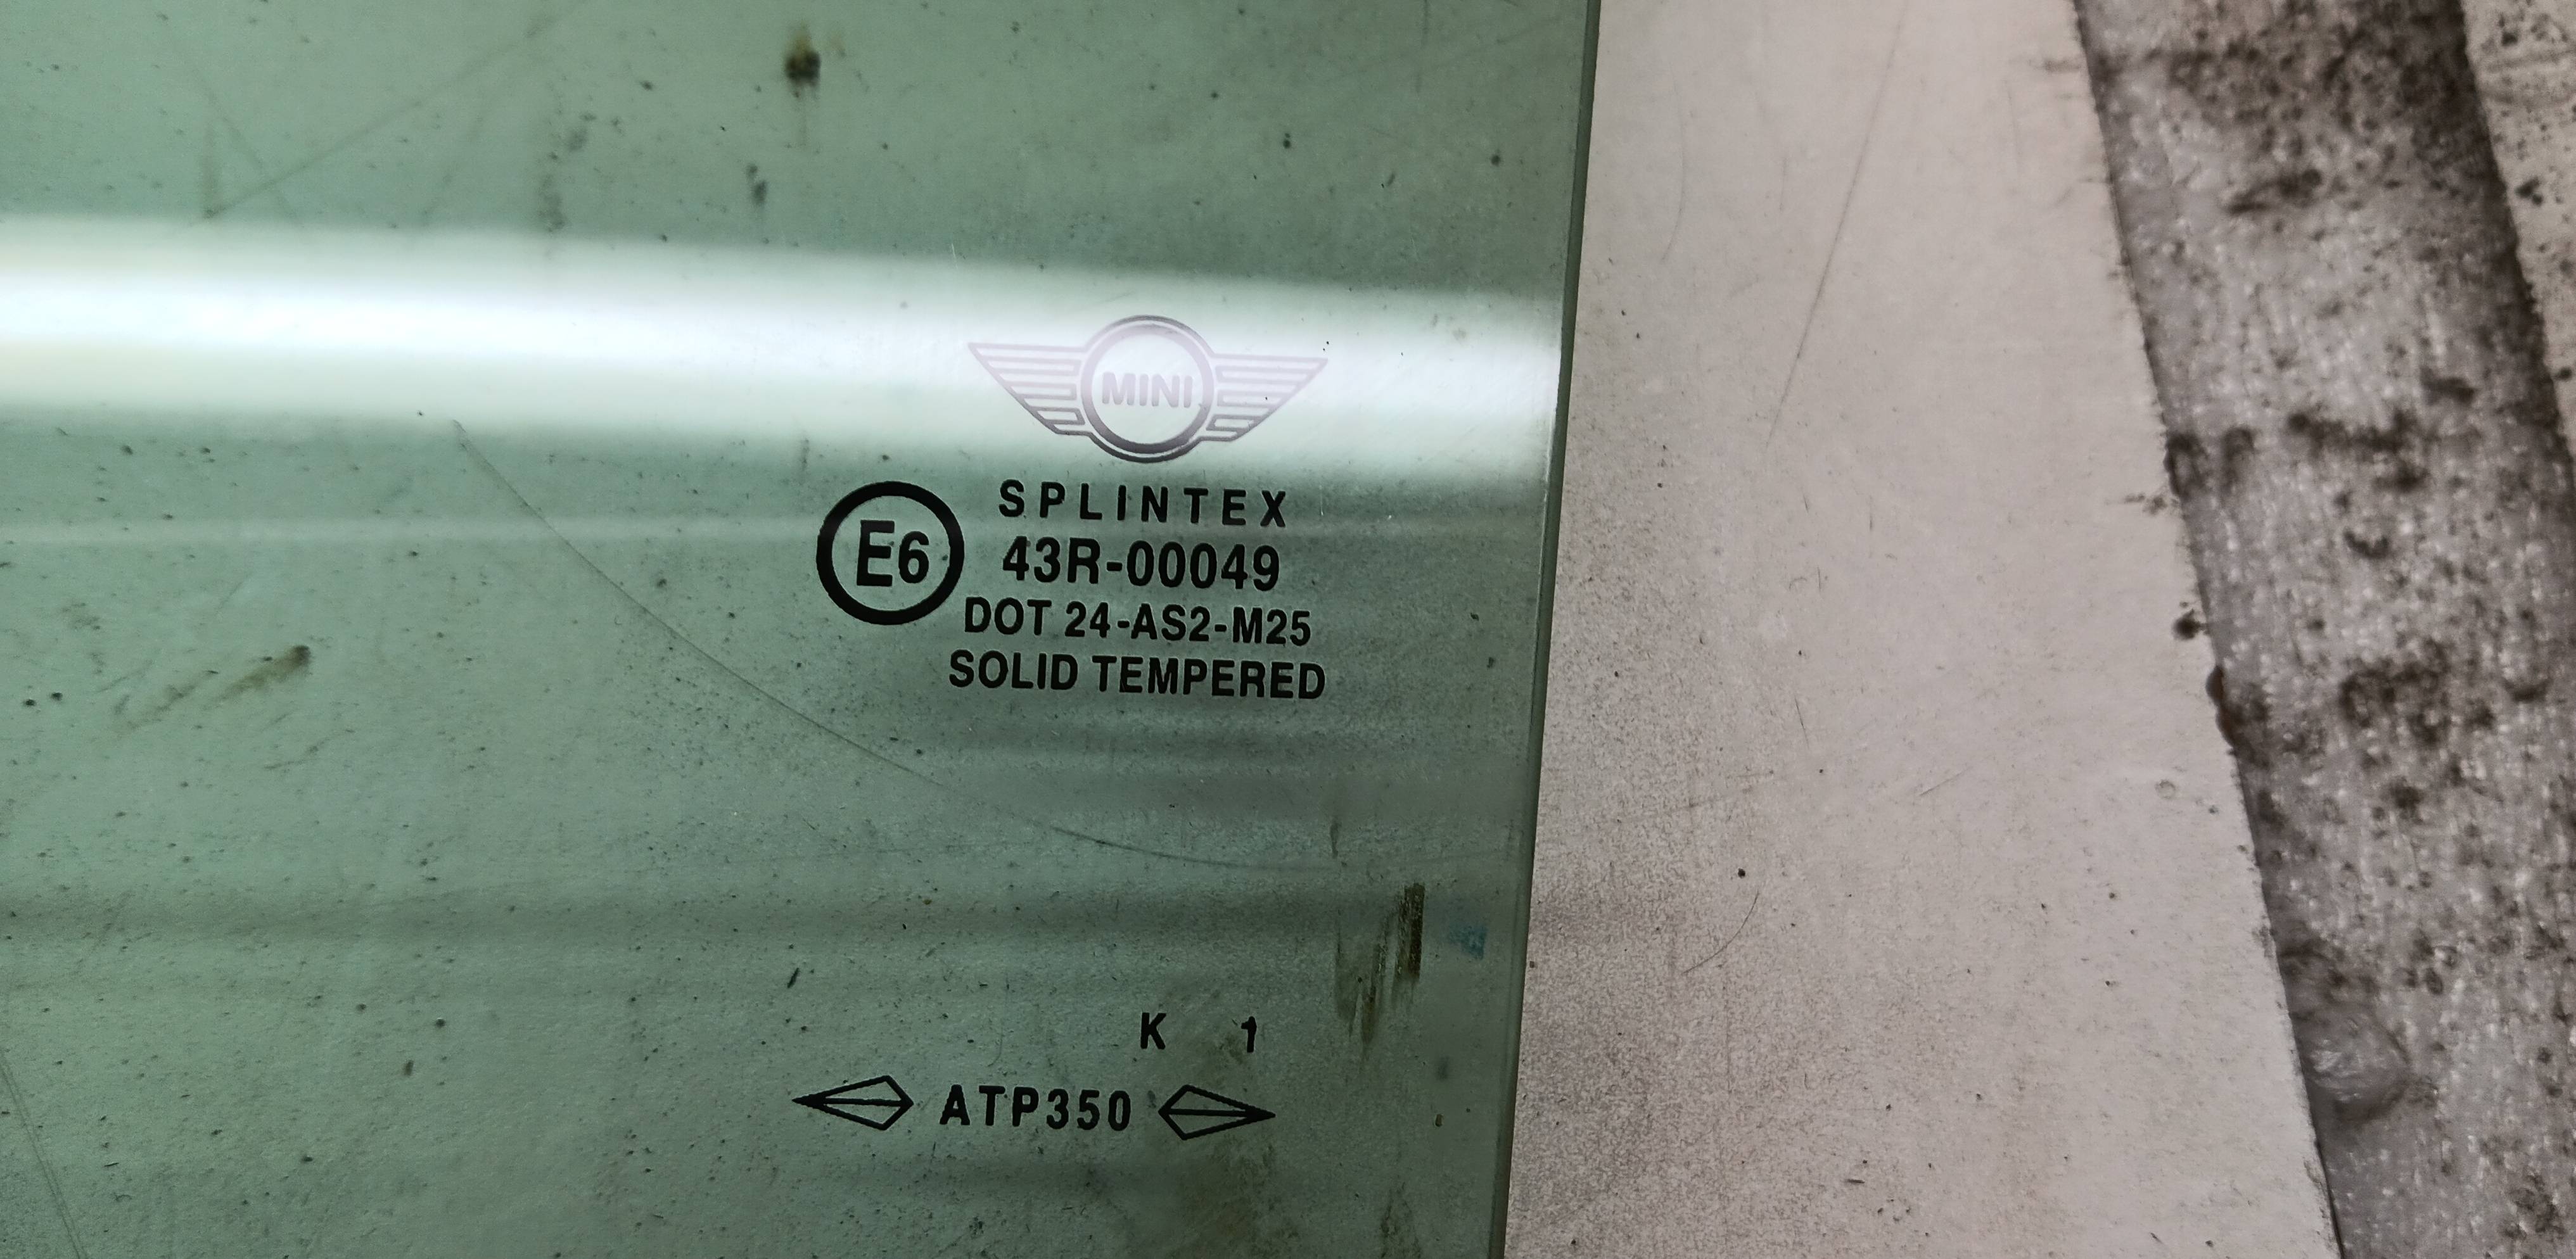 MINI
SPLINTEX
E6
43R-00049
DOT 24-AS2-M25
SOLID TEMPERED
K 1
ATP350